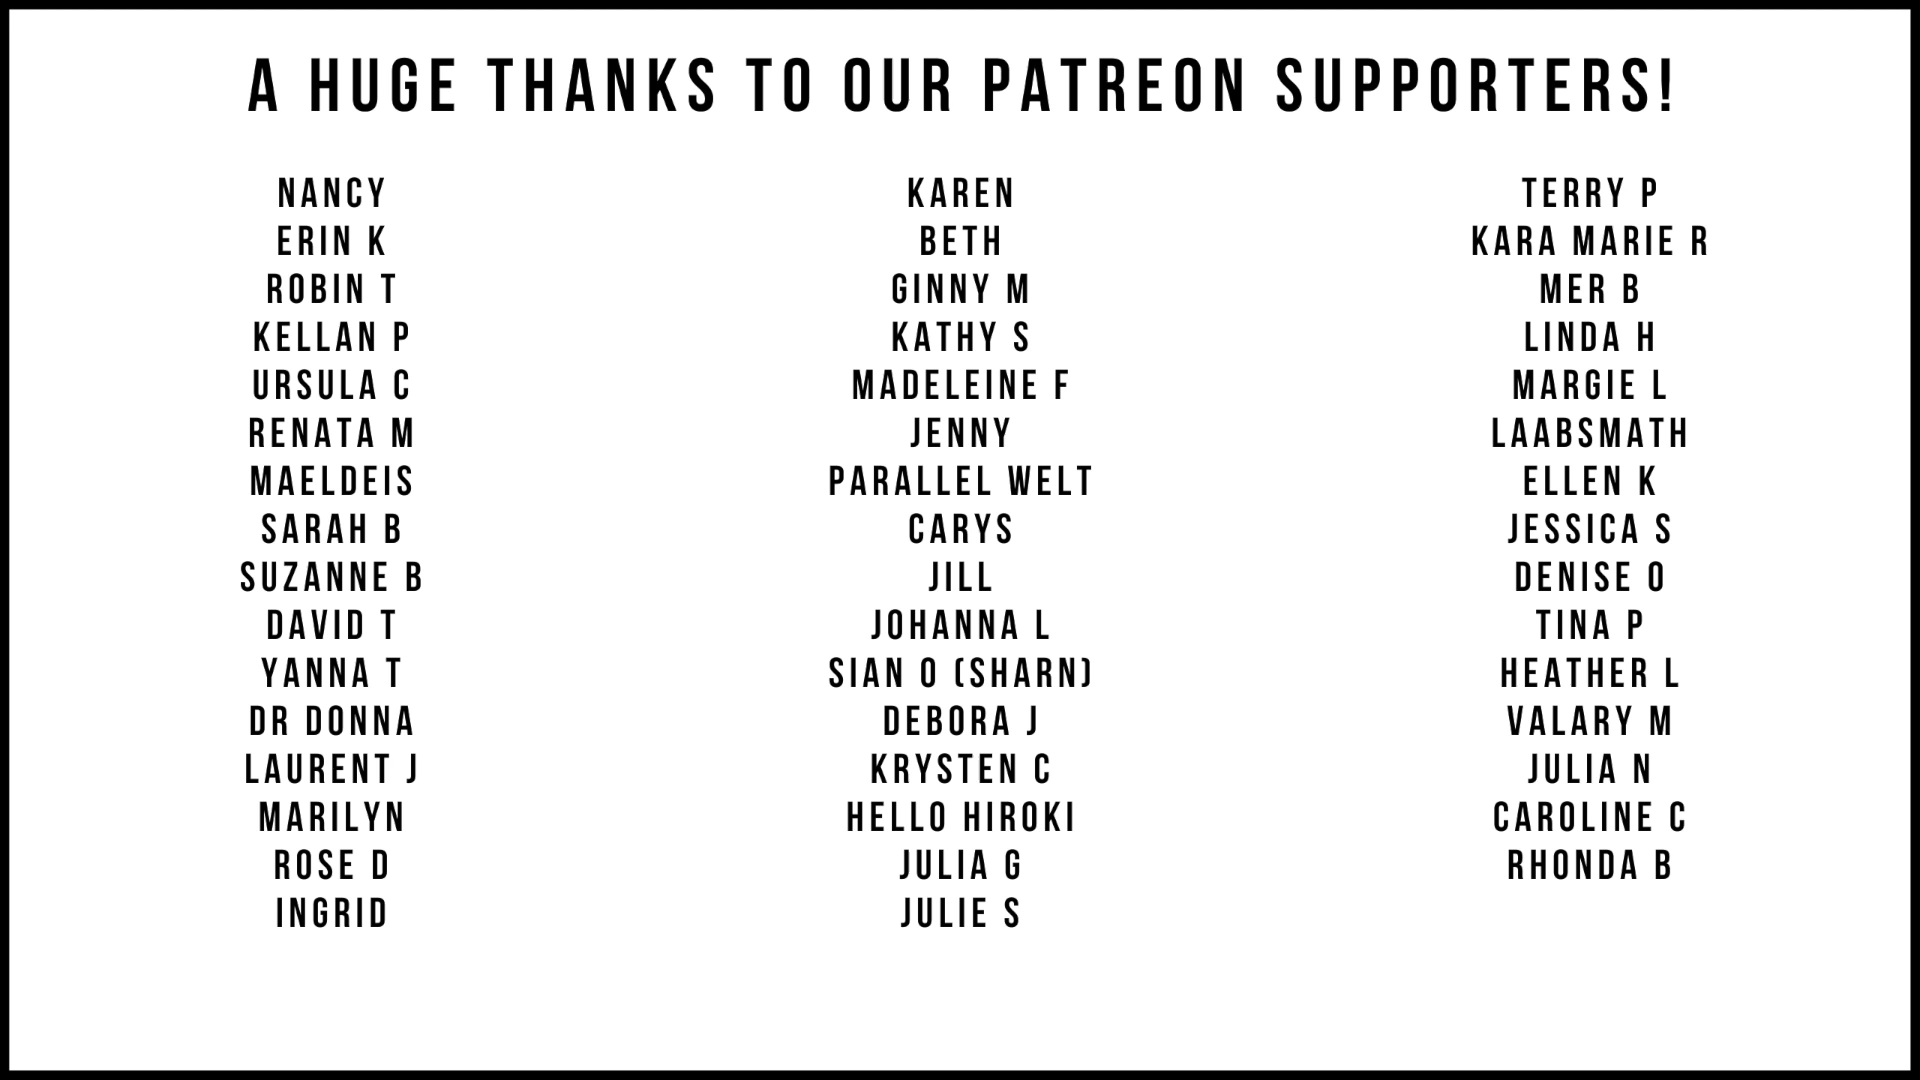 A HUGE THANKS TO OUR PATREON SUPPORTERS!
NANCY
ERIN K
ROBIN T
KELLAN P
URSULA C
RENATA M
MAELDEIS
SARAH B
SUZANNE B
DAVID T
YANNA T
DR DONNA
LAURENT J
MARILYN
ROSE D
INGRID
KAREN
BETH
GINNY M
KATHY S
MADELEINE F
JENNY
PARALLEL WELT
CARYS
JILL
JOHANNA L
SIAN O (SHARN)
DEBORA J
KRYSTEN C
HELLO HIROKI
JULIA G
JULIE S
TERRY P
KARA MARIE R
MER B
LINDA H
MARGIE L
LAABSMATH
ELLEN K
JESSICA S
DENISE O
TINA P
HEATHER L
VALARY M
JULIA N
CAROLINE C
RHONDA B